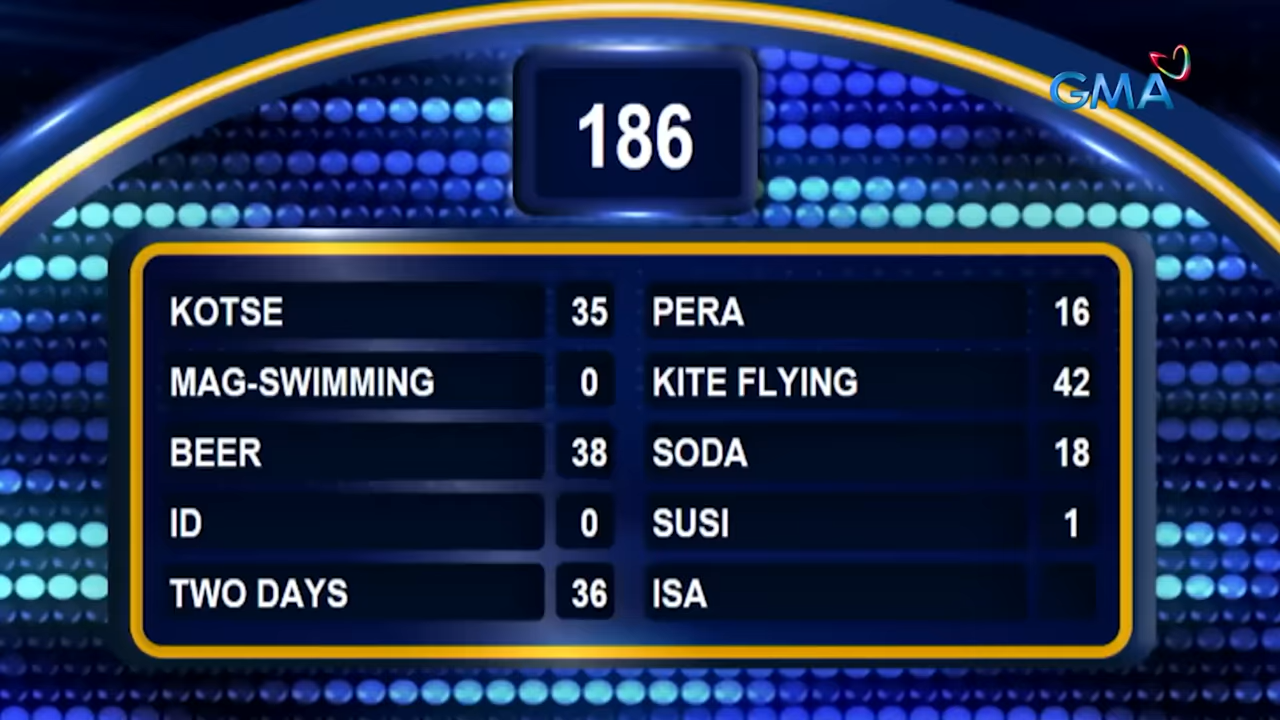 GMA
186
KOTSE 35 PERA 16
MAG-SWIMMING 0 KITE FLYING 42
BEER 38 SODA 18
ID 0 SUSI 1
TWO DAYS 36 ISA